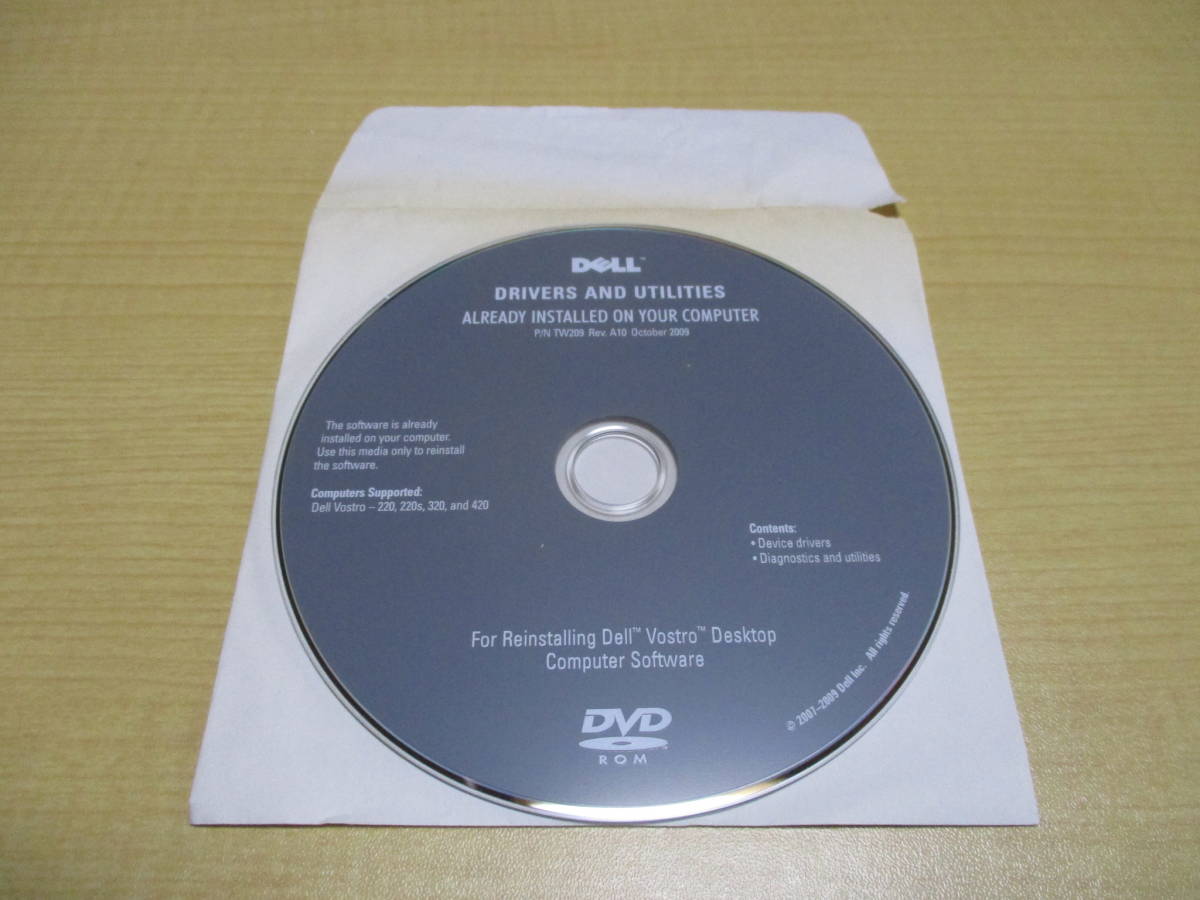 DELL™
DRIVERS AND UTILITIES
ALREADY INSTALLED ON YOUR COMPUTER
P/N TW209 Rev. A10 October 2009
The software is already
installed on your computer.
Use this media only to reinstall
the software.
Computers Supported:
Dell Vostro – 220, 220s, 320, and 420
Contents:
• Device drivers
• Diagnostics and utilities
For Reinstalling Dell™ Vostro™ Desktop
Computer Software
© 2007–2009 Dell Inc. All rights reserved.
DVD
ROM